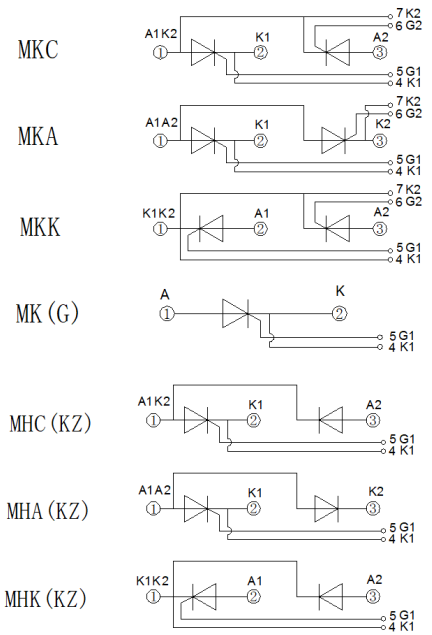 7 K2
A1K2 K1 A2 6 G2
MKC ① ② ③
5 G1
4 K1
7 K2
A1A2 K1 K2 6 G2
MKA ① ② ③
5 G1
4 K1
7 K2
K1K2 A1 A2 6 G2
MKK ① ② ③
5 G1
4 K1
A K
MK(G) ① ②
5 G1
4 K1
A1K2 K1 A2
MHC(KZ) ① ② ③
5 G1
4 K1
A1A2 K1 K2
MHA(KZ) ① ② ③
5 G1
4 K1
K1K2 A1 A2
MHK(KZ) ① ② ③
5 G1
4 K1